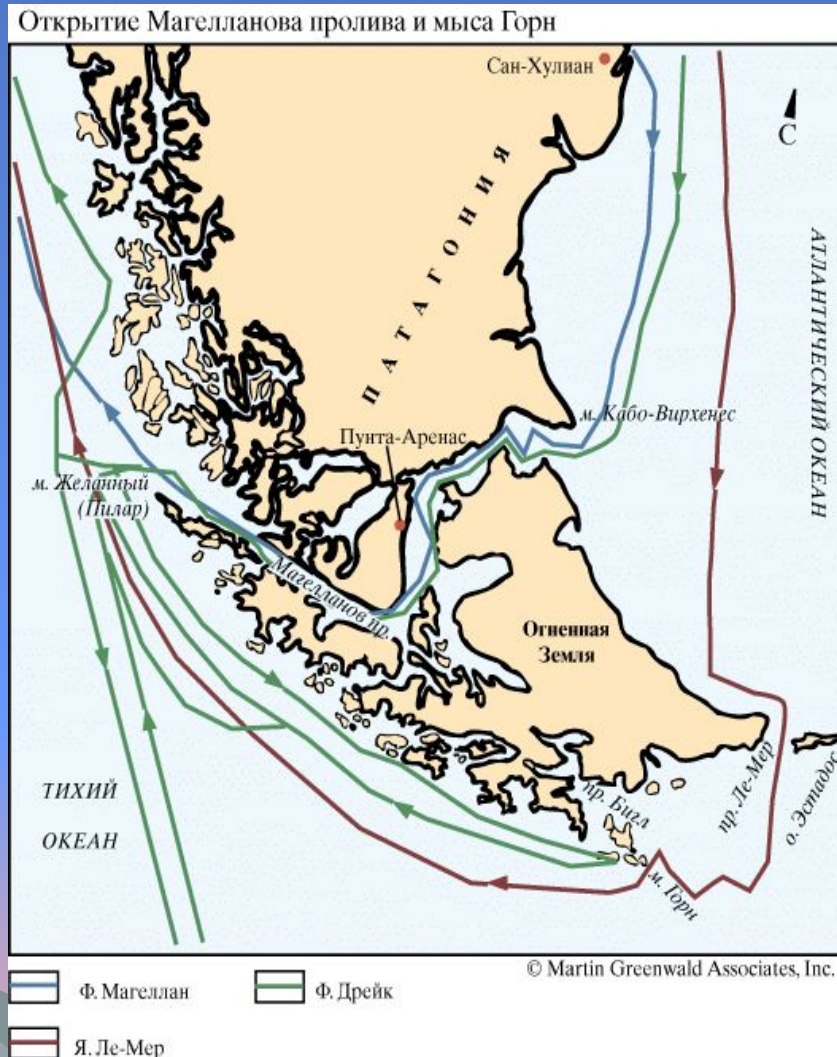 Открытие Магелланова пролива и мыса Горн
Сан-Хулиан
С
ПАТАГОНИЯ
АТЛАНТИЧЕСКИЙ ОКЕАН
м. Кабо-Вирхенес
Пунта-Аренас
м. Желанный
(Пилар)
Магелланов пр.
Огненная
Земля
ТИХИЙ
ОКЕАН
пр. Бигл
пр. Ле-Мер
о. Эстадос
м. Горн
© Martin Greenwald Associates, Inc.
Ф. Магеллан
Ф. Дрейк
Я. Ле-Мер